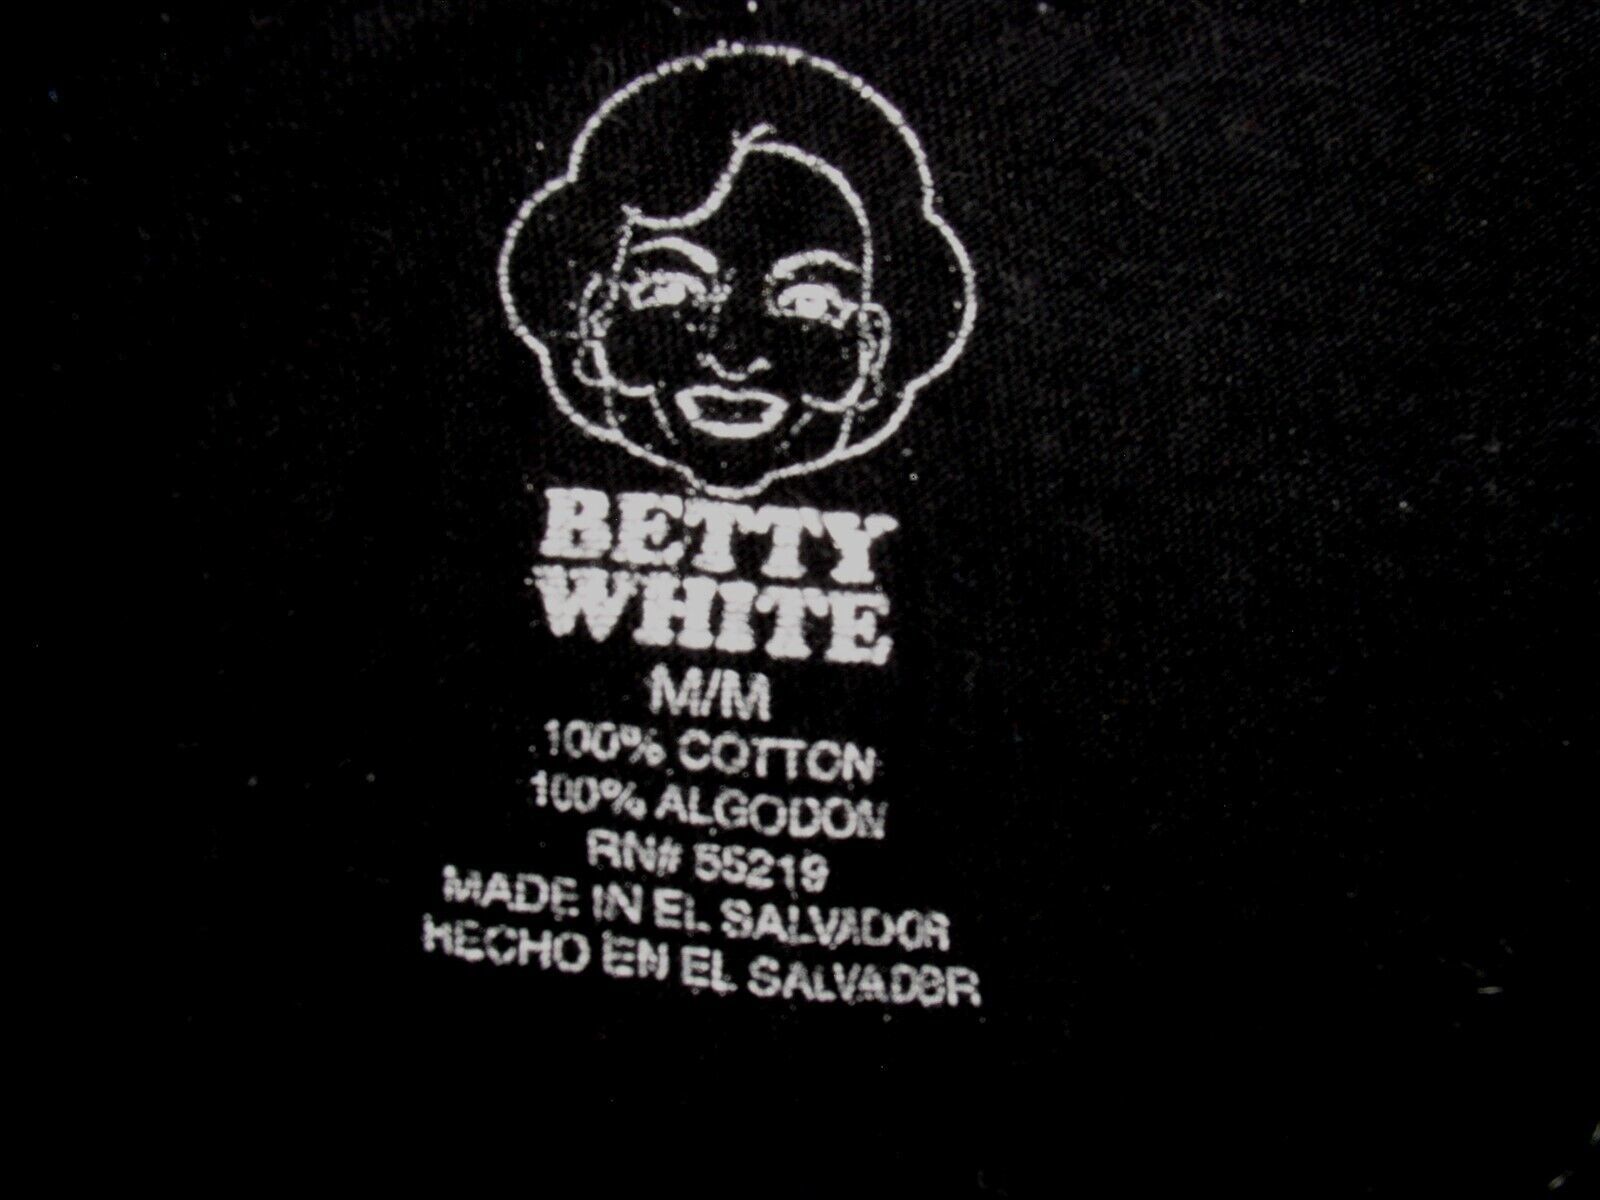 BETTY
WHITE
M/M
100% COTTON
100% ALGODON
RN# 55219
MADE IN EL SALVADOR
HECHO EN EL SALVADOR